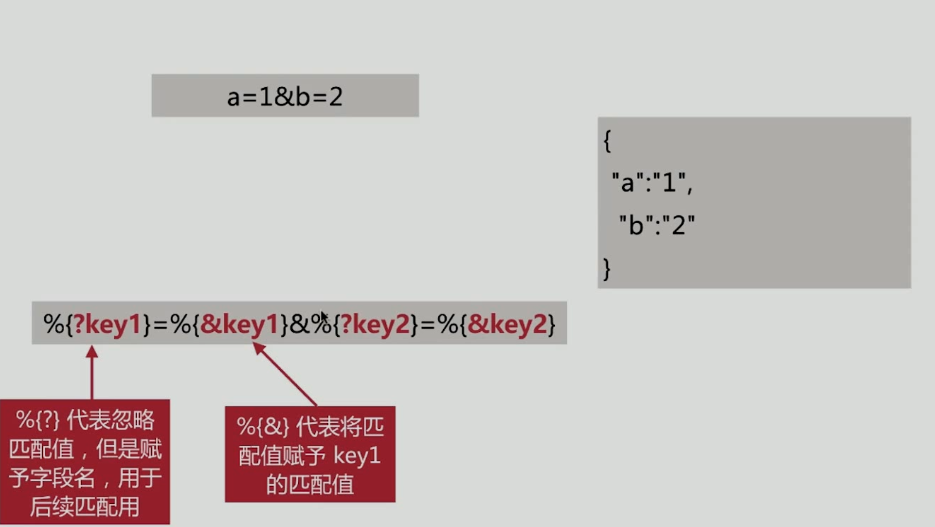 a=1&b=2
{
"a":"1",
"b":"2"
}
%{?key1}=%{&key1}&%{?key2}=%{&key2}
%{?} 代表忽略
匹配值，但是赋
予字段名，用于
后续匹配用
%{&} 代表将匹
配值赋予 key1
的匹配值